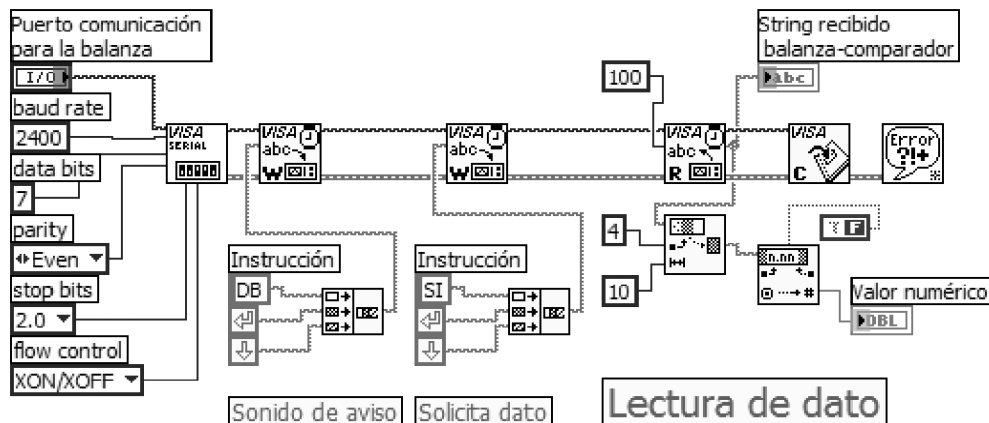 Puerto comunicación
para la balanza
I/O
baud rate
2400
data bits
7
parity
Even
stop bits
2.0
flow control
XON/XOFF
VISA
SERIAL
VISA
abc
W
Instrucción
DB
Sonido de aviso
VISA
abc
W
Instrucción
SI
Solicita dato
100
VISA
abc
R
4
10
String recibido
balanza-comparador
abc
VISA
C
Error
?!+
F
n.nn
#
Valor numérico
DBL
Lectura de dato